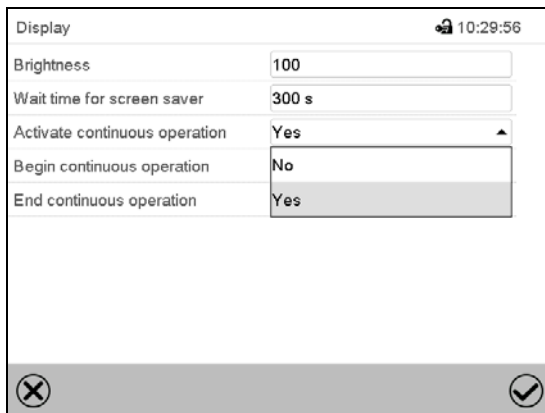 Display 10:29:56
Brightness 100
Wait time for screen saver 300 s
Activate continuous operation Yes
Begin continuous operation No
End continuous operation Yes